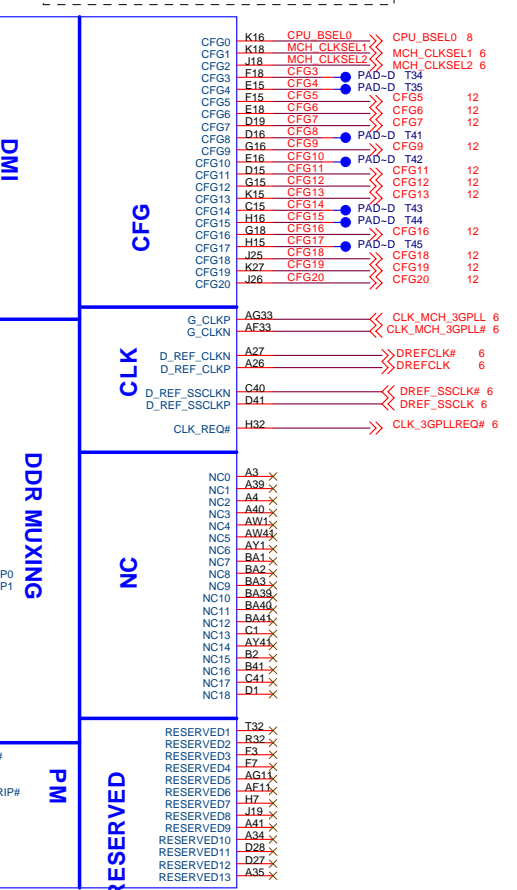 CFG0 K16 CPU_BSEL0 CPU_BSEL0 8
CFG1 K18 MCH_CLKSEL1 MCH_CLKSEL1 6
CFG2 J18 MCH_CLKSEL2 MCH_CLKSEL2 6
CFG3 F18 CFG3 PAD~D T34
CFG4 E15 CFG4 PAD~D T35
CFG5 F15 CFG5 CFG5 12
CFG6 E18 CFG6 CFG6 12
CFG7 D19 CFG7 CFG7 12
CFG8 D16 CFG8 PAD~D T41
CFG9 G16 CFG9 CFG9 12
CFG10 E16 CFG10 PAD~D T42
CFG11 D15 CFG11 CFG11 12
CFG12 G15 CFG12 CFG12 12
CFG13 K15 CFG13 CFG13 12
CFG14 C15 CFG14 PAD~D T43
CFG15 H16 CFG15 PAD~D T44
CFG16 G18 CFG16 CFG16 12
CFG17 H15 CFG17 PAD~D T45
CFG18 J25 CFG18 CFG18 12
CFG19 K27 CFG19 CFG19 12
CFG20 J26 CFG20 CFG20 12
DMI
CFG
G_CLKP AG33 CLK_MCH_3GPLL 6
G_CLKN AF33 CLK_MCH_3GPLL# 6
D_REF_CLKN A27 DREFCLK# 6
D_REF_CLKP A26 DREFCLK 6
D_REF_SSCLKN C40 DREF_SSCLK# 6
D_REF_SSCLKP D41 DREF_SSCLK 6
CLK_REQ# H32 CLK_3GPLLREQ# 6
CLK
NC0 A3
NC1 A39
NC2 A4
NC3 A40
NC4 AW1
NC5 AW41
NC6 AY1
NC7 BA1
NC8 BA2
NC9 BA3
NC10 BA39
NC11 BA40
NC12 BA41
NC13 C1
NC14 AY41
NC15 B2
NC16 B41
NC17 C41
NC18 D1
DDR MUXING
NC
P0
P1
RESERVED1 T32
RESERVED2 R32
RESERVED3 F3
RESERVED4 F7
RESERVED5 AG11
RESERVED6 AF11
RESERVED7 H7
RESERVED8 J19
RESERVED9 A41
RESERVED10 A34
RESERVED11 D28
RESERVED12 D27
RESERVED13 A35
#
RIP#
PM
RESERVED